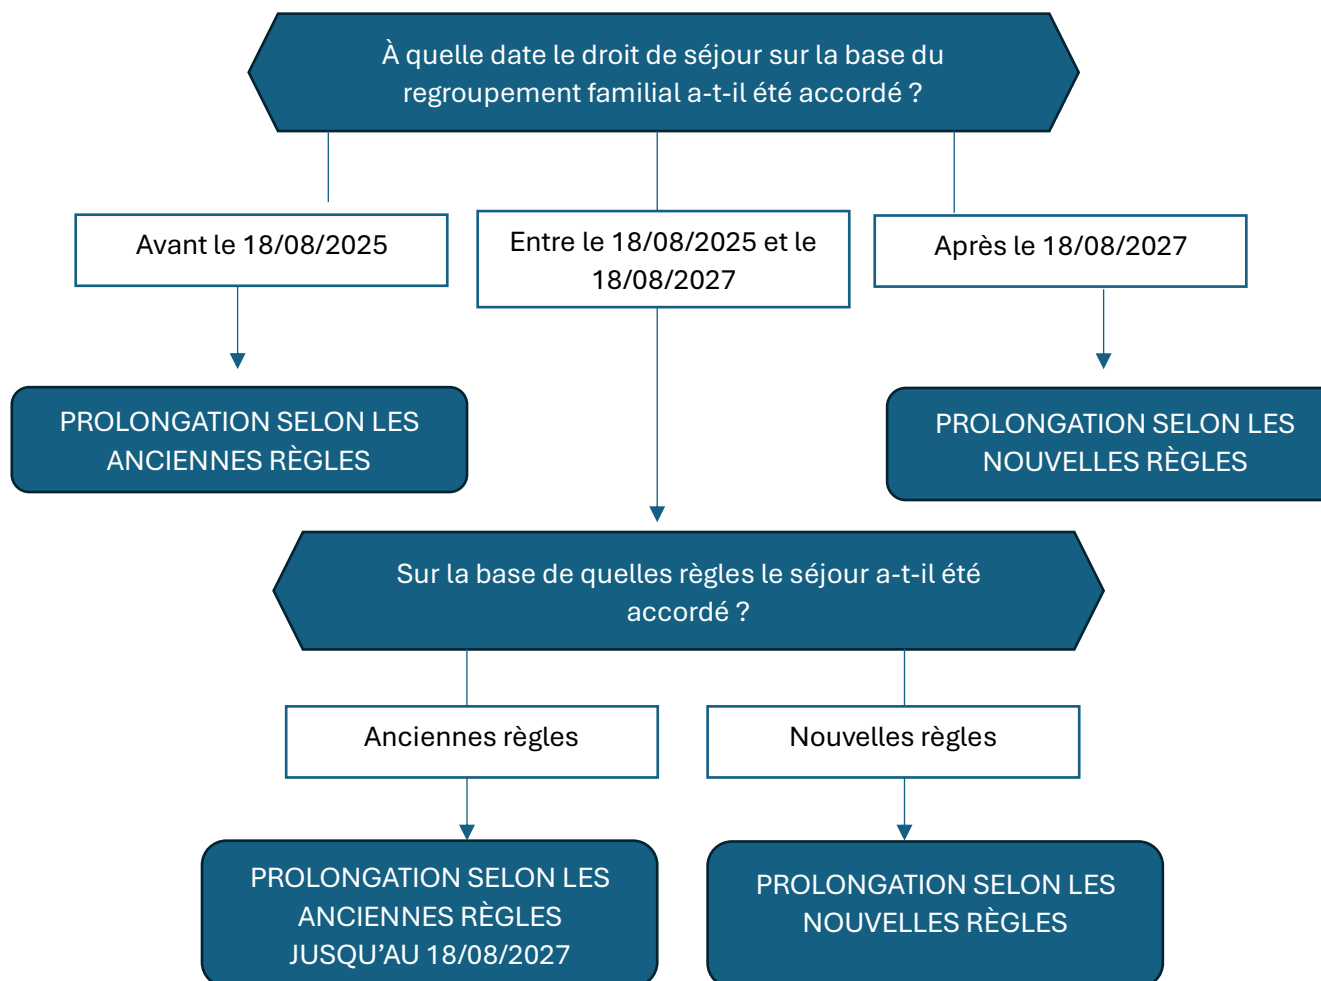 À quelle date le droit de séjour sur la base du
regroupement familial a-t-il été accordé ?
Avant le 18/08/2025
Entre le 18/08/2025 et le
18/08/2027
Après le 18/08/2027
PROLONGATION SELON LES
ANCIENNES RÈGLES
PROLONGATION SELON LES
NOUVELLES RÈGLES
Sur la base de quelles règles le séjour a-t-il été
accordé ?
Anciennes règles
Nouvelles règles
PROLONGATION SELON LES
ANCIENNES RÈGLES
JUSQU’AU 18/08/2027
PROLONGATION SELON LES
NOUVELLES RÈGLES